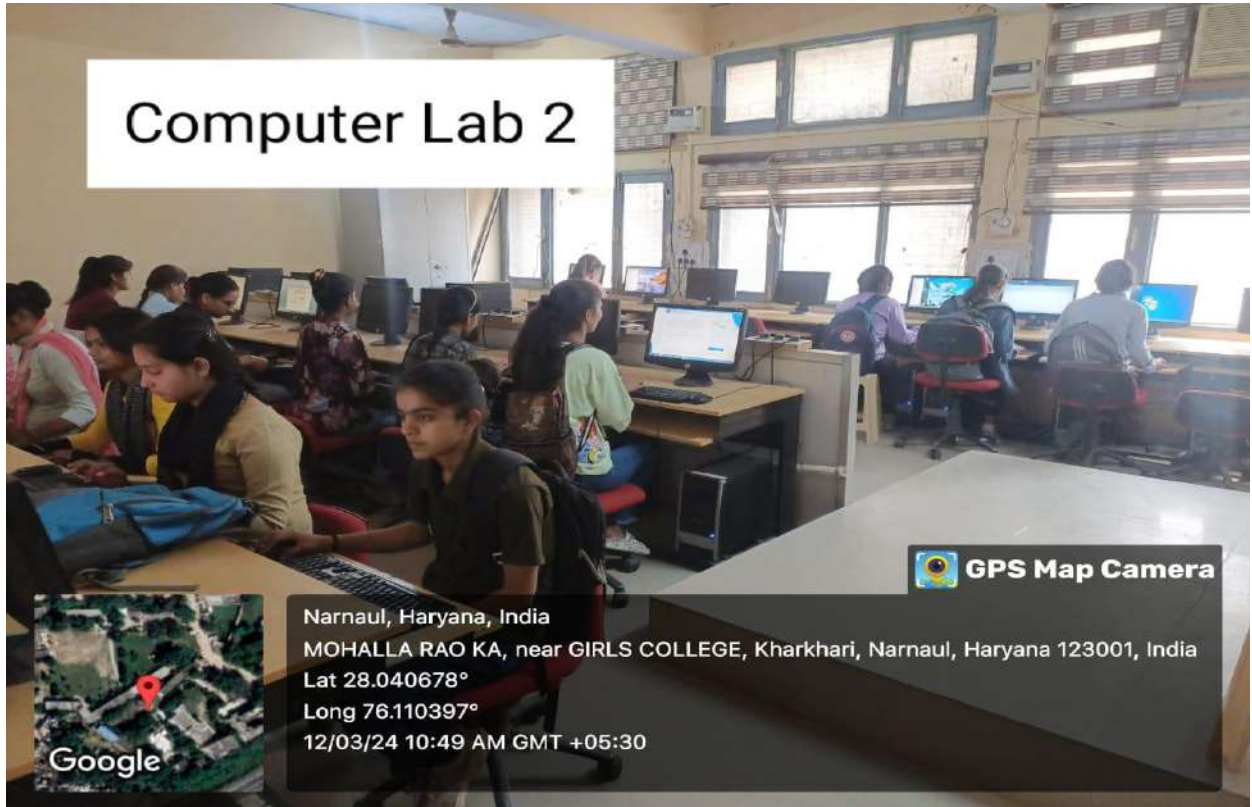 Computer Lab 2
GPS Map Camera
Narnaul, Haryana, India
MOHALLA RAO KA, near GIRLS COLLEGE, Kharkhari, Narnaul, Haryana 123001, India
Lat 28.040678°
Long 76.110397°
12/03/24 10:49 AM GMT +05:30
Google